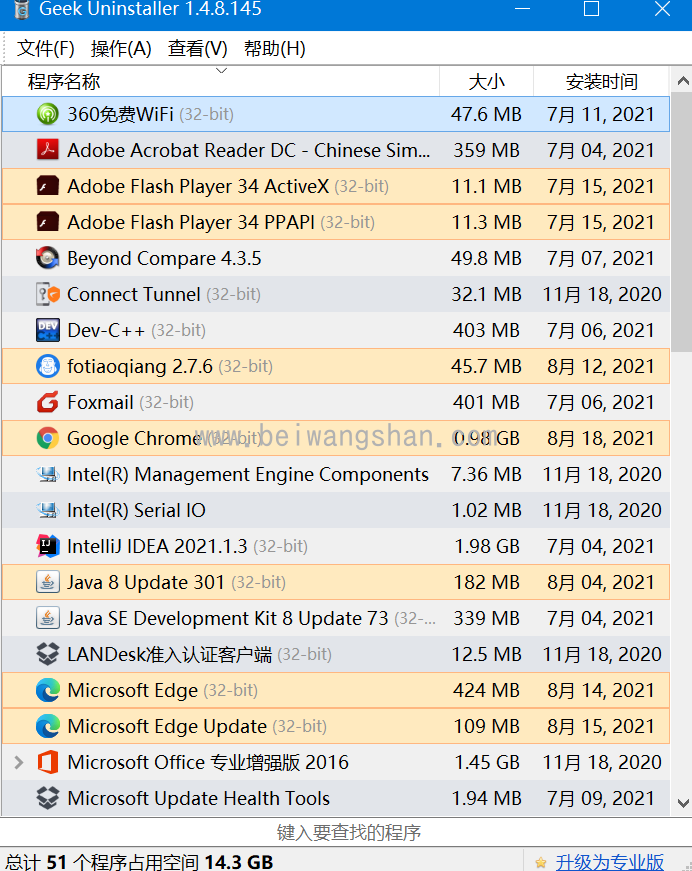 Geek Uninstaller 1.4.8.145
文件(F) 操作(A) 查看(V) 帮助(H)
程序名称 大小 安装时间
360免费WiFi (32-bit) 47.6 MB 7月 11, 2021
Adobe Acrobat Reader DC - Chinese Sim... 359 MB 7月 04, 2021
Adobe Flash Player 34 ActiveX (32-bit) 11.1 MB 7月 15, 2021
Adobe Flash Player 34 PPAPI (32-bit) 11.3 MB 7月 15, 2021
Beyond Compare 4.3.5 49.8 MB 7月 07, 2021
Connect Tunnel (32-bit) 32.1 MB 11月 18, 2020
DEV Dev-C++ (32-bit) 403 MB 7月 06, 2021
fotiaoqiang 2.7.6 (32-bit) 45.7 MB 8月 12, 2021
Foxmail (32-bit) 401 MB 7月 06, 2021
Google Chrome (32-bit) 0.98 GB 8月 18, 2021
www.beiwangshan.com
Intel(R) Management Engine Components 7.36 MB 11月 18, 2020
Intel(R) Serial IO 1.02 MB 11月 18, 2020
IJ IntelliJ IDEA 2021.1.3 (32-bit) 1.98 GB 7月 04, 2021
Java 8 Update 301 (32-bit) 182 MB 8月 04, 2021
Java SE Development Kit 8 Update 73 (32-... 339 MB 7月 04, 2021
LANDesk准入认证客户端 (32-bit) 12.5 MB 11月 18, 2020
Microsoft Edge (32-bit) 424 MB 8月 14, 2021
Microsoft Edge Update (32-bit) 109 MB 8月 15, 2021
Microsoft Office 专业增强版 2016 1.45 GB 11月 18, 2020
Microsoft Update Health Tools 1.94 MB 7月 09, 2021
键入要查找的程序
总计 51 个程序占用空间 14.3 GB 升级为专业版